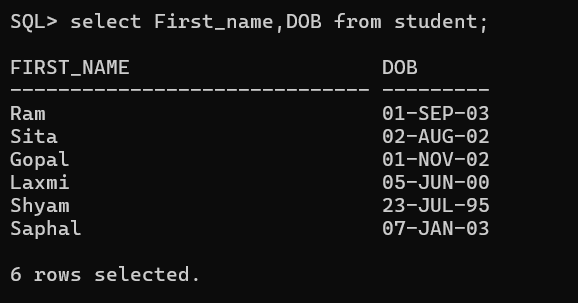 SQL> select First_name,DOB from student;
FIRST_NAME DOB
------------------------------ ---------
Ram 01-SEP-03
Sita 02-AUG-02
Gopal 01-NOV-02
Laxmi 05-JUN-00
Shyam 23-JUL-95
Saphal 07-JAN-03
6 rows selected.